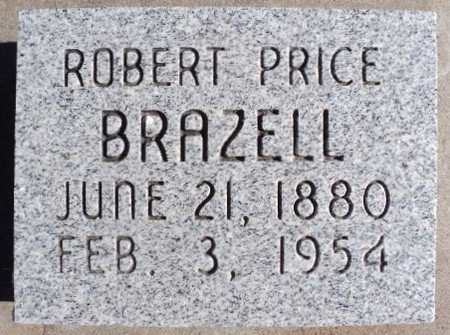 ROBERT PRICE
BRAZELL
JUNE 21, 1880
FEB. 3, 1954